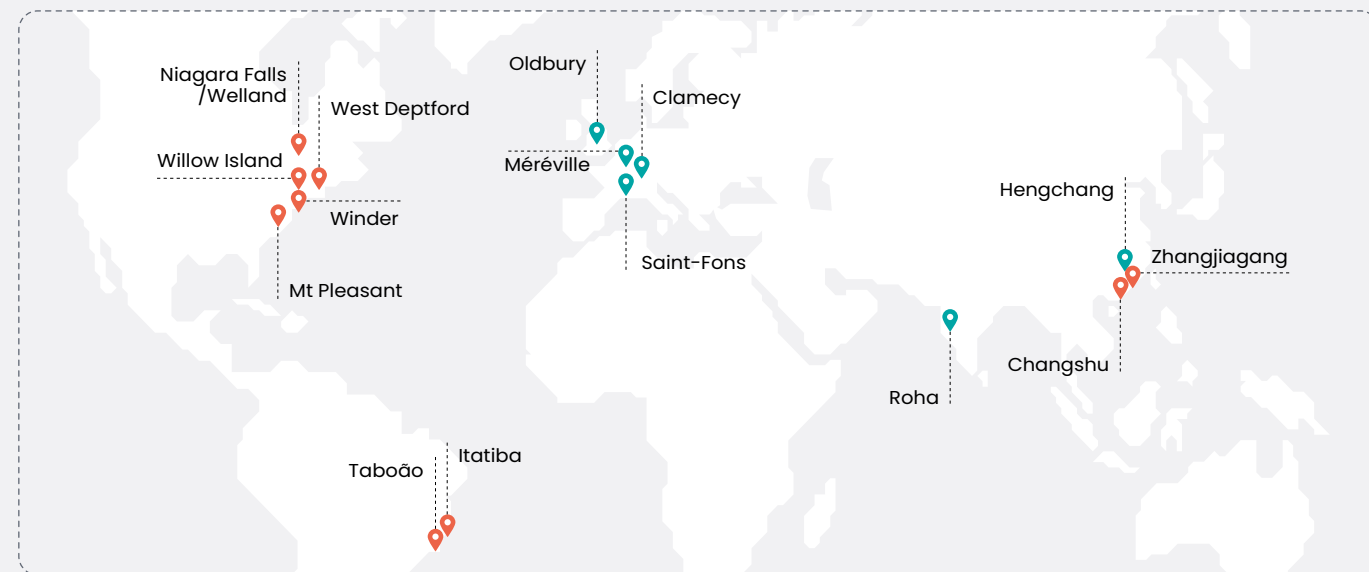 Niagara Falls
/Welland
West Deptford
Willow Island
Winder
Mt Pleasant
Oldbury
Clamecy
Méréville
Saint-Fons
Hengchang
Zhangjiagang
Changshu
Roha
Itatiba
Taboão